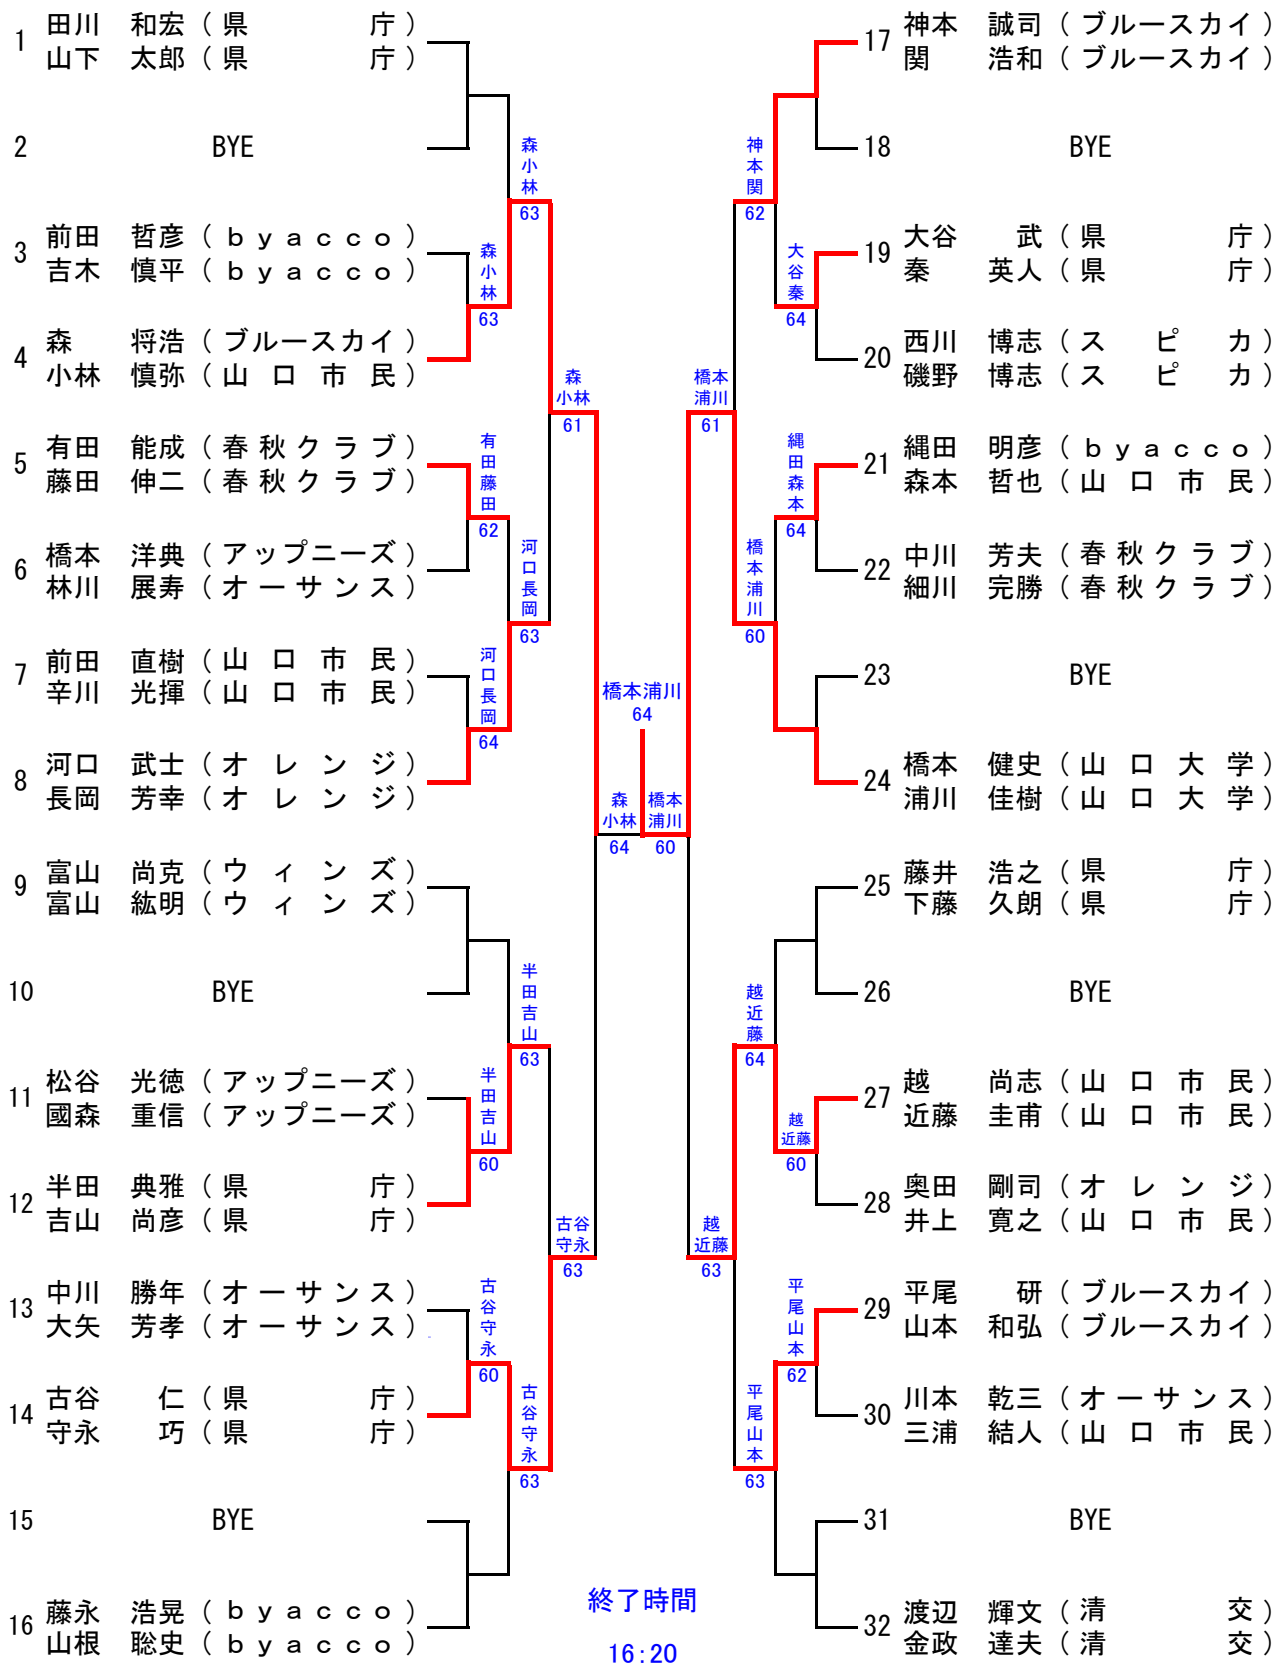 1 田川 和宏（県 庁）
山下 太郎（県 庁）
2 BYE
3 前田 哲彦（ｂｙａｃｃｏ）
吉木 慎平（ｂｙａｃｃｏ）
4 森 将浩（ブルースカイ）
小林 慎弥（山口市民）
5 有田 能成（春秋クラブ）
藤田 伸二（春秋クラブ）
6 橋本 洋典（アップニーズ）
林川 展寿（オーサンス）
7 前田 直樹（山口市民）
辛川 光揮（山口市民）
8 河口 武士（オレンジ）
長岡 芳幸（オレンジ）
9 富山 尚克（ウィンズ）
富山 紘明（ウィンズ）
10 BYE
11 松谷 光徳（アップニーズ）
國森 重信（アップニーズ）
12 半田 典雅（県 庁）
吉山 尚彦（県 庁）
13 中川 勝年（オーサンス）
大矢 芳孝（オーサンス）
14 古谷 仁（県 庁）
守永 巧（県 庁）
15 BYE
16 藤永 浩晃（ｂｙａｃｃｏ）
山根 聡史（ｂｙａｃｃｏ）
森小林
63
有田藤田
62
河口長岡
64
半田吉山
60
古谷守永
60
森小林
63
河口長岡
63
半田吉山
63
古谷守永
63
森
小林
61
古谷
守永
63
森
小林
64
橋本浦川
64
橋本
浦川
60
橋本
浦川
61
越
近藤
63
神本関
62
橋本浦川
60
越近藤
64
平尾山本
63
大谷秦
64
縄田森本
64
越
近藤
60
平尾山本
62
17 神本 誠司（ブルースカイ）
関 浩和（ブルースカイ）
18 BYE
19 大谷 武（県 庁）
秦 英人（県 庁）
20 西川 博志（スピカ）
磯野 博志（スピカ）
21 縄田 明彦（ｂｙａｃｃｏ）
森本 哲也（山口市民）
22 中川 芳夫（春秋クラブ）
細川 完勝（春秋クラブ）
23 BYE
24 橋本 健史（山口大学）
浦川 佳樹（山口大学）
25 藤井 浩之（県 庁）
下藤 久朗（県 庁）
26 BYE
27 越 尚志（山口市民）
近藤 圭甫（山口市民）
28 奥田 剛司（オレンジ）
井上 寛之（山口市民）
29 平尾 研（ブルースカイ）
山本 和弘（ブルースカイ）
30 川本 乾三（オーサンス）
三浦 結人（山口市民）
31 BYE
32 渡辺 輝文（清 交）
金政 達夫（清 交）
終了時間
16:20